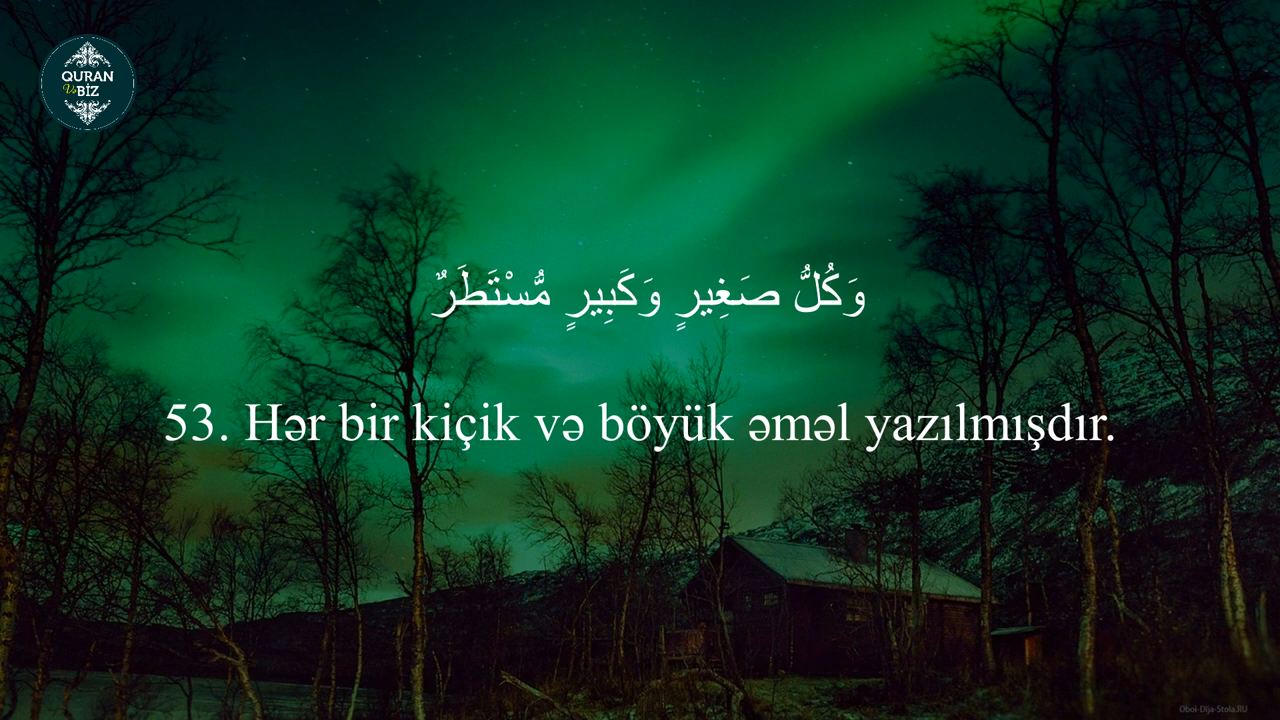 QURAN
Və BİZ
وَكُلُّ صَغِيرٍ وَكَبِيرٍ مُّسْتَطَرٌ
53. Hər bir kiçik və böyük əməl yazılmışdır.
Oboi-Dlja-Stola.RU